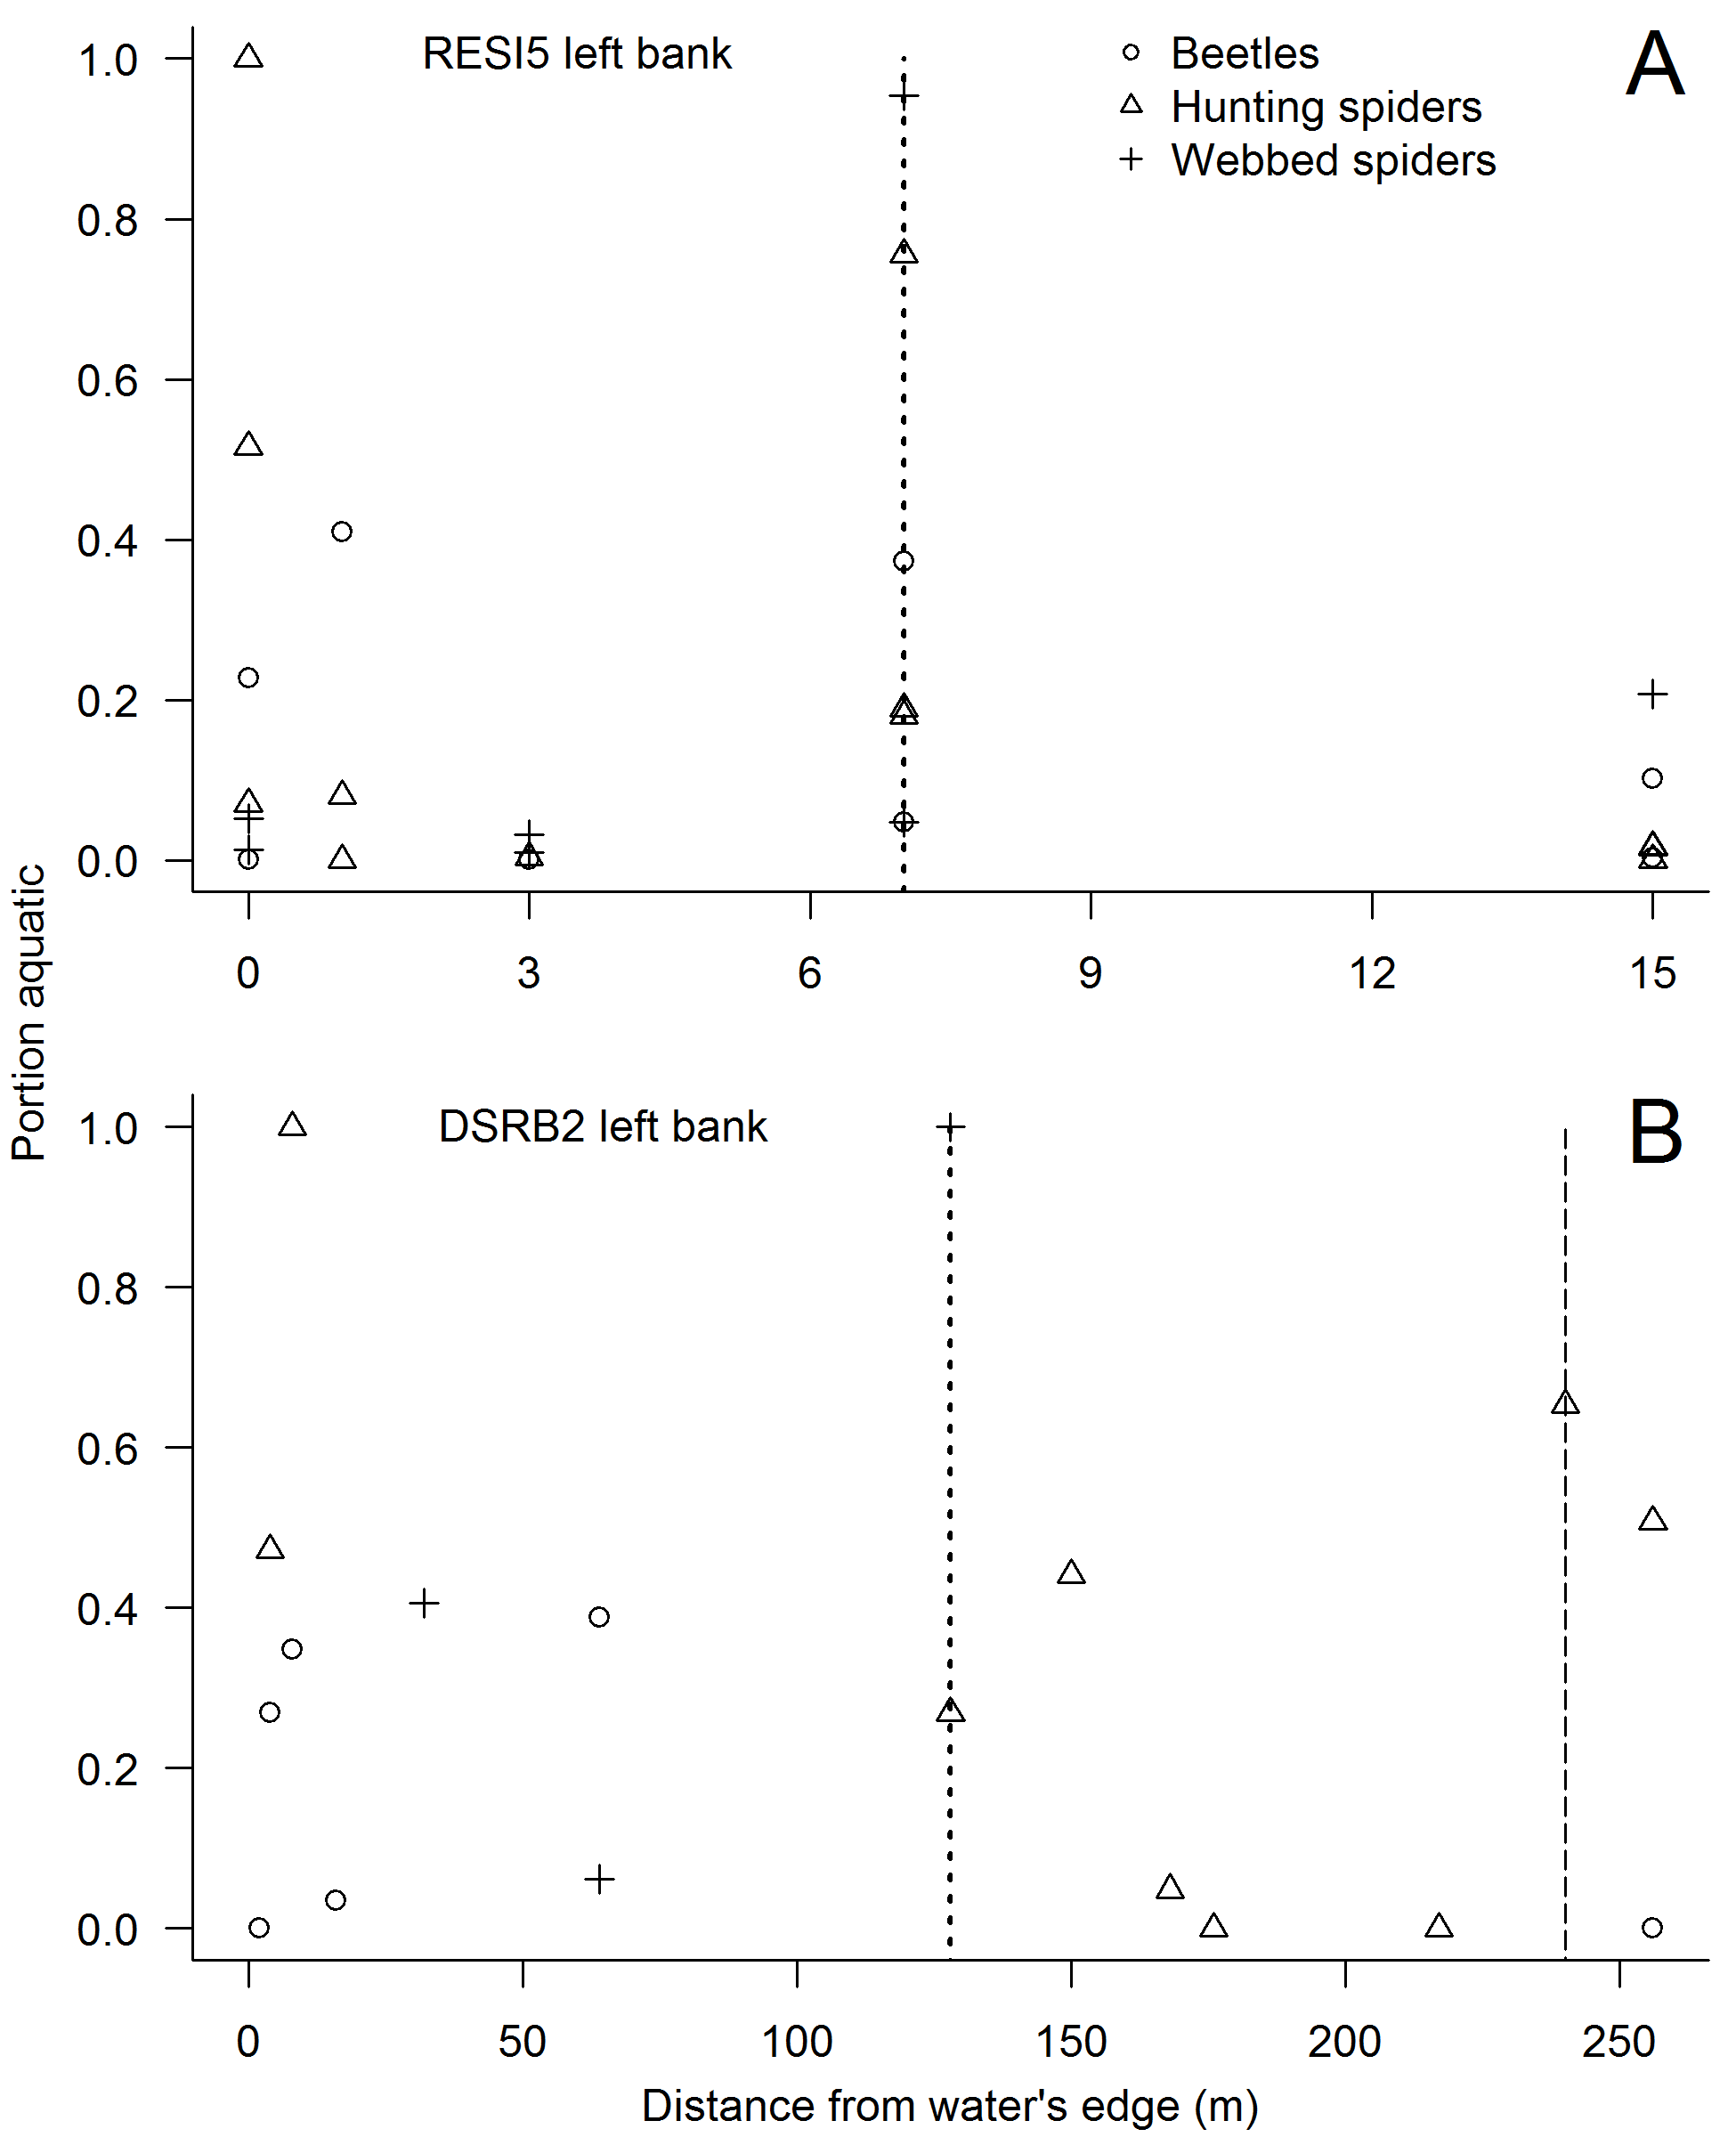 RESI5 left bank
Beetles
Hunting spiders
Webbed spiders
A
1.0
0.8
0.6
0.4
0.2
0.0
0 3 6 9 12 15
Portion aquatic
DSRB2 left bank
B
1.0
0.8
0.6
0.4
0.2
0.0
0 50 100 150 200 250
Distance from water's edge (m)